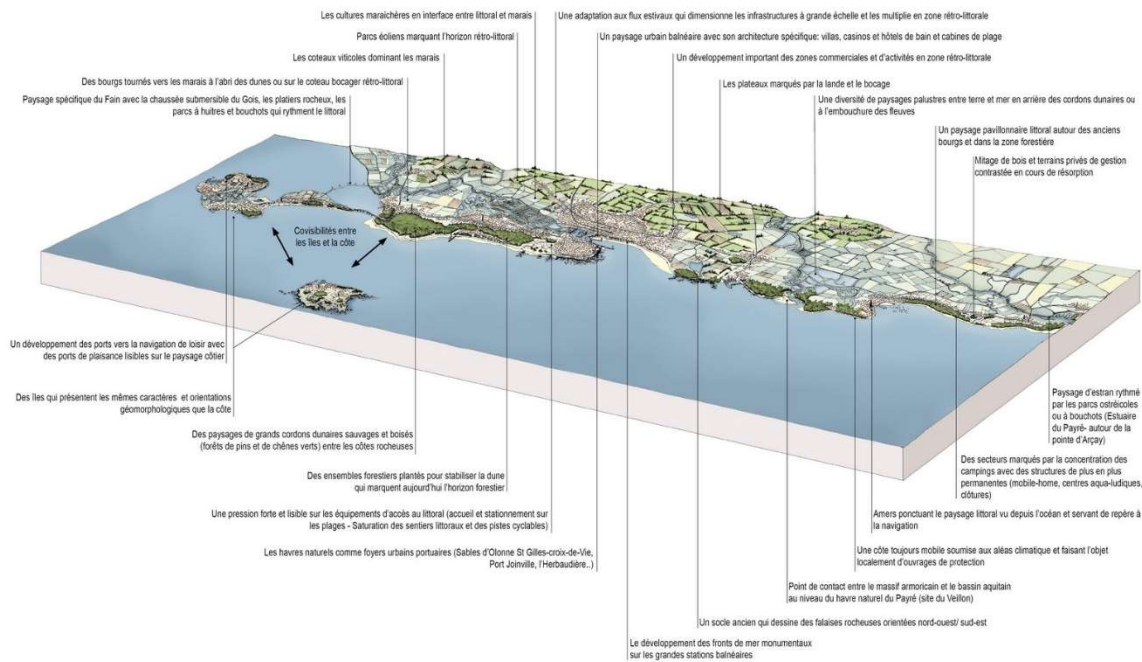 Les cultures maraichères en interface entre littoral et marais
Une adaptation aux flux estivaux qui dimensionne les infrastructures à grande échelle et les multiplie en zone rétro-littorale
Parcs éoliens marquant l'horizon rétro-littoral
Un paysage urbain balnéaire avec son architecture spécifique: villas, casinos et hôtels de bain et cabines de plage
Les coteaux viticoles dominant les marais
Un développement important des zones commerciales et d'activités en zone rétro-littorale
Des bourgs tournés vers les marais à l'abri des dunes ou sur le coteau bocager rétro-littoral
Les plateaux marqués par la lande et le bocage
Paysage spécifique du Fain avec la chaussée submersible du Gois, les platiers rocheux, les
parcs à huitres et bouchots qui rythment le littoral
Une diversité de paysages palustres entre terre et mer en arrière des cordons dunaires ou
à l'embouchure des fleuves
Un paysage pavillonnaire littoral autour des anciens
bourgs et dans la zone forestière
Mitage de bois et terrains privés de gestion
contrastée en cours de résorption
Covisibilités entre
les îles et la côte
Un développement des ports vers la navigation de loisir avec
des ports de plaisance lisibles sur le paysage côtier
Des îles qui présentent les mêmes caractères et orientations
géomorphologiques que la côte
Des paysages de grands cordons dunaires sauvages et boisés
(forêts de pins et de chênes verts) entre les côtes rocheuses
Des ensembles forestiers plantés pour stabiliser la dune
qui marquent aujourd'hui l'horizon forestier
Une pression forte et lisible sur les équipements d'accès au littoral (accueil et stationnement sur
les plages - Saturation des sentiers littoraux et des pistes cyclables)
Les havres naturels comme foyers urbains portuaires (Sables d'Olonne St Gilles-croix-de-Vie,
Port Joinville, l'Herbaudière..)
Le développement des fronts de mer monumentaux
sur les grandes stations balnéaires
Un socle ancien qui dessine des falaises rocheuses orientées nord-ouest/ sud-est
Point de contact entre le massif armoricain et le bassin aquitain
au niveau du havre naturel du Payré (site du Veillon)
Une côte toujours mobile soumise aux aléas climatique et faisant l'objet
localement d'ouvrages de protection
Amers ponctuant le paysage littoral vu depuis l'océan et servant de repère à
la navigation
Des secteurs marqués par la concentration des
campings avec des structures de plus en plus
permanentes (mobile-home, centres aqua-ludiques,
clôtures)
Paysage d'estran rythmé
par les parcs ostréicoles
ou à bouchots (Estuaire
du Payré- autour de la
pointe d'Arçay)